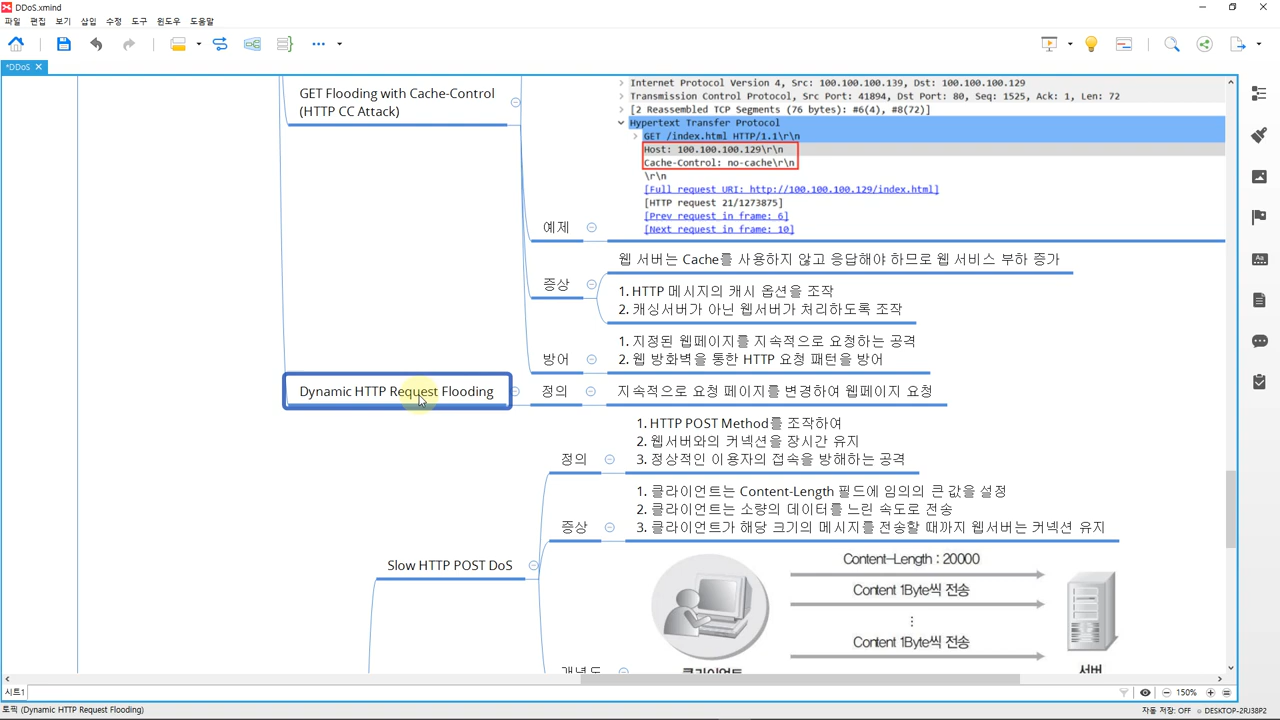 DDoS.xmind
파일 편집 보기 삽입 수정 도구 윈도우 도움말
*DDoS
GET Flooding with Cache-Control
(HTTP CC Attack)
Internet Protocol Version 4, Src: 100.100.100.139, Dst: 100.100.100.129
Transmission Control Protocol, Src Port: 41894, Dst Port: 80, Seq: 1525, Ack: 1, Len: 72
[2 Reassembled TCP Segments (76 bytes): #6(4), #8(72)]
Hypertext Transfer Protocol
GET /index.html HTTP/1.1\r\n
Host: 100.100.100.129\r\n
Cache-Control: no-cache\r\n
\r\n
[Full request URI: http://100.100.100.129/index.html]
[HTTP request 21/1273875]
[Prev request in frame: 6]
[Next request in frame: 10]
예제
웹 서버는 Cache를 사용하지 않고 응답해야 하므로 웹 서비스 부하 증가
증상
1. HTTP 메시지의 캐시 옵션을 조작
2. 캐싱서버가 아닌 웹서버가 처리하도록 조작
방어
1. 지정된 웹페이지를 지속적으로 요청하는 공격
2. 웹 방화벽을 통한 HTTP 요청 패턴을 방어
Dynamic HTTP Request Flooding
정의
지속적으로 요청 페이지를 변경하여 웹페이지 요청
정의
1. HTTP POST Method를 조작하여
2. 웹서버와의 커넥션을 장시간 유지
3. 정상적인 이용자의 접속을 방해하는 공격
증상
1. 클라이언트는 Content-Length 필드에 임의의 큰 값을 설정
2. 클라이언트는 소량의 데이터를 느린 속도로 전송
3. 클라이언트가 해당 크기의 메시지를 전송할 때까지 웹서버는 커넥션 유지
Slow HTTP POST DoS
Content-Length : 20000
Content 1Byte씩 전송
⋮
Content 1Byte씩 전송
개념도
클라이언트
서버
시트1
150%
토픽 (Dynamic HTTP Request Flooding)
자동 저장: OFF
DESKTOP-2RJ38P2